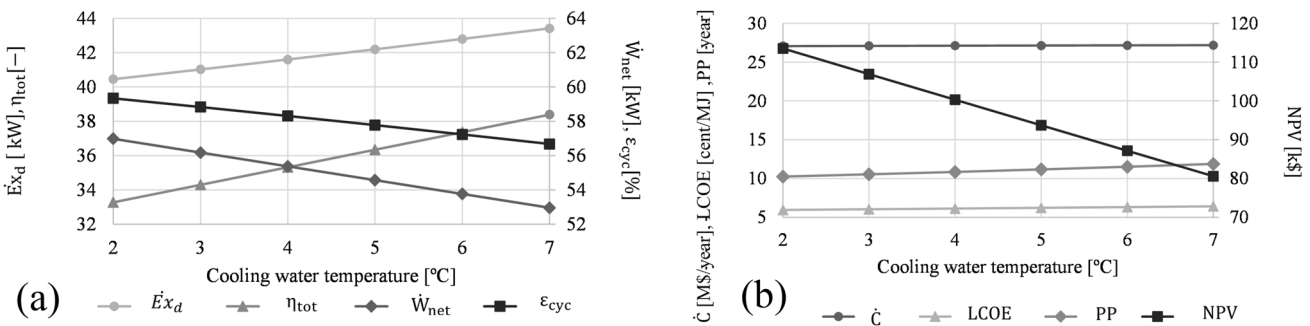 44
42
40
38
36
34
32
64
62
60
58
56
54
52
2 3 4 5 6 7
Ėx_d [ kW], η_tot [−]
Ẇ_net [kW], ε_cyc [%]
Cooling water temperature [ºC]
(a)
Ėx_d η_tot Ẇ_net ε_cyc
30
25
20
15
10
5
120
110
100
90
80
70
2 3 4 5 6 7
Ċ [M$/year], LCOE [cent/MJ] ,PP [year]
NPV [k$]
Cooling water temperature [ºC]
(b)
Ċ LCOE PP NPV